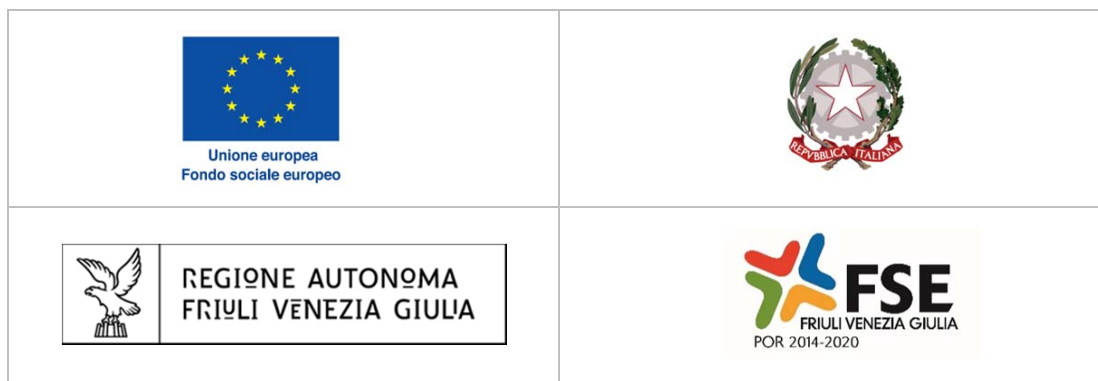 Unione europea
Fondo sociale europeo
REPVBBLICA ITALIANA
REGIONE AUTONOMA
FRIULI VENEZIA GIULIA
FSE
FRIULI VENEZIA GIULIA
POR 2014-2020